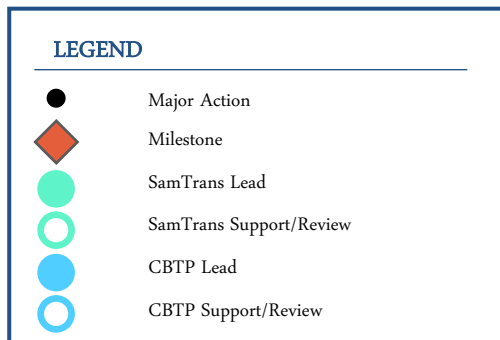 LEGEND
Major Action
Milestone
SamTrans Lead
SamTrans Support/Review
CBTP Lead
CBTP Support/Review